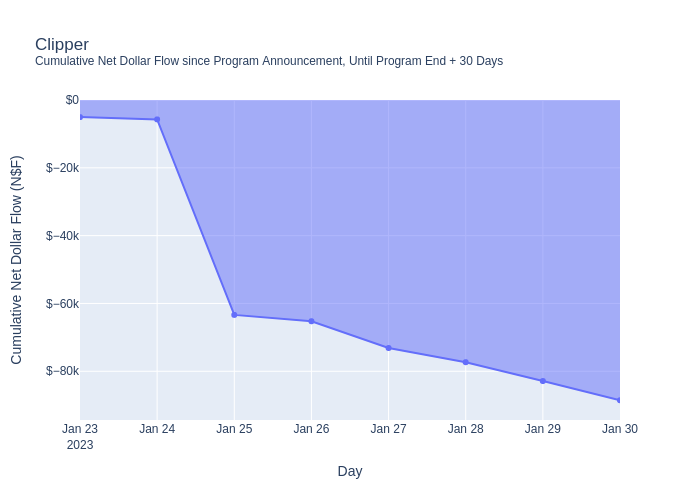 Clipper
Cumulative Net Dollar Flow since Program Announcement, Until Program End + 30 Days
Cumulative Net Dollar Flow (N$F)
$0
$−20k
$−40k
$−60k
$−80k
Jan 23
2023
Jan 24
Jan 25
Jan 26
Jan 27
Jan 28
Jan 29
Jan 30
Day